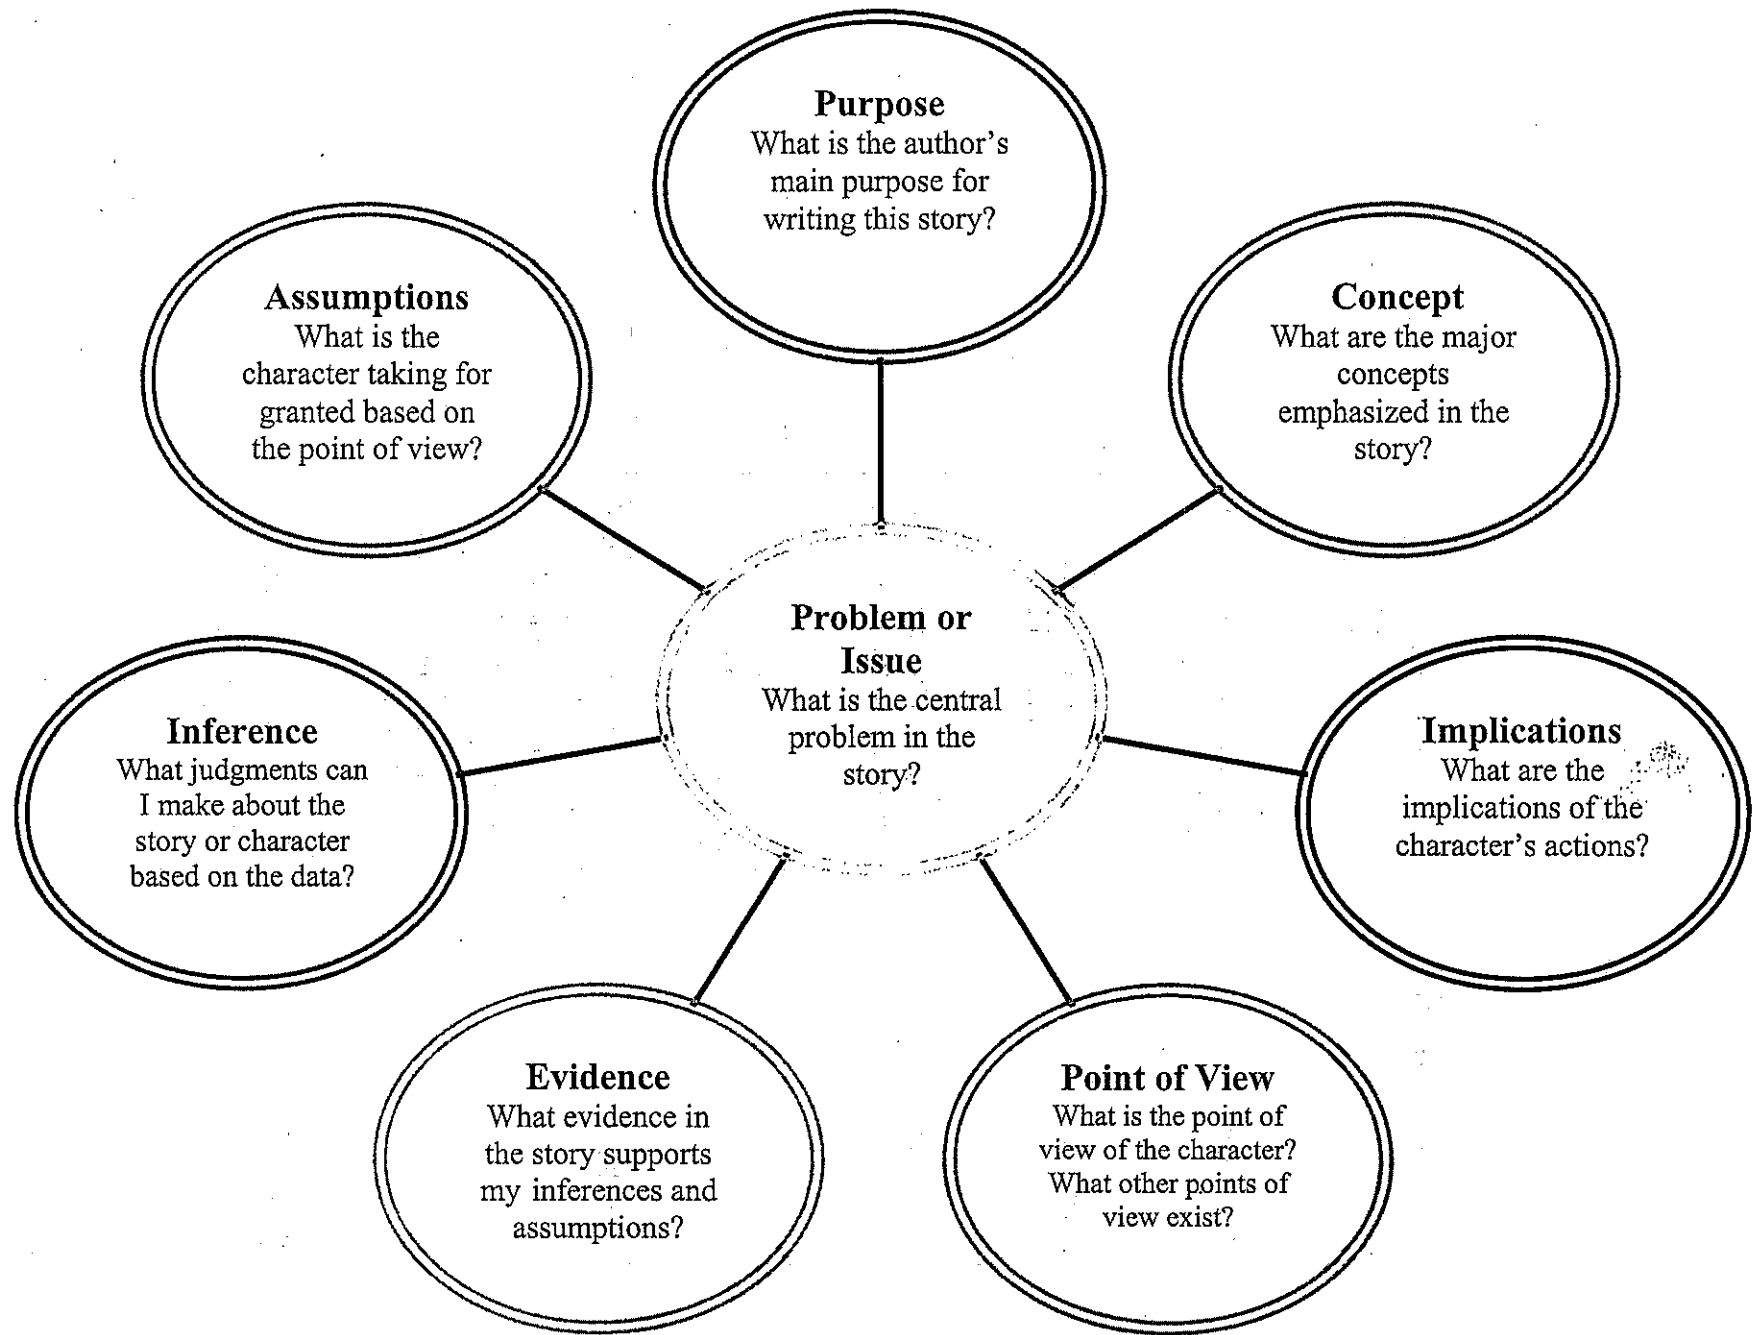 Purpose
What is the author's
main purpose for
writing this story?
Assumptions
What is the
character taking for
granted based on
the point of view?
Concept
What are the major
concepts
emphasized in the
story?
Problem or
Issue
What is the central
problem in the
story?
Inference
What judgments can
I make about the
story or character
based on the data?
Implications
What are the
implications of the
character's actions?
Evidence
What evidence in
the story supports
my inferences and
assumptions?
Point of View
What is the point of
view of the character?
What other points of
view exist?